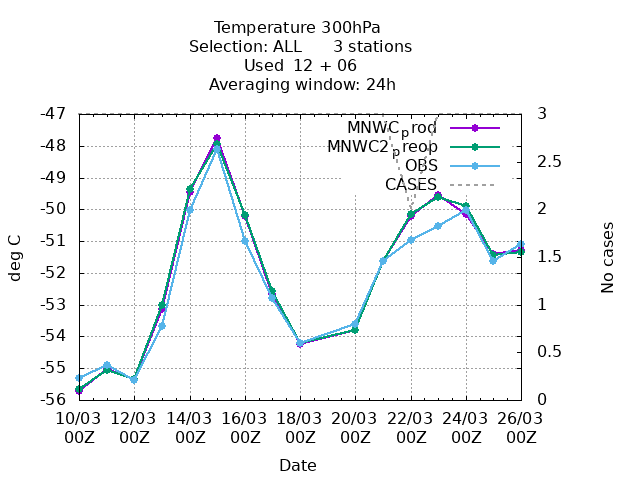 Temperature 300hPa
Selection: ALL 3 stations
Used 12 + 06
Averaging window: 24h
-47
-48
-49
-50
-51
-52
-53
-54
-55
-56
deg C
3
2.5
2
1.5
1
0.5
0
No cases
MNWC_prod
MNWC2_preop
OBS
CASES
10/03 12/03 14/03 16/03 18/03 20/03 22/03 24/03 26/03
00Z 00Z 00Z 00Z 00Z 00Z 00Z 00Z 00Z
Date